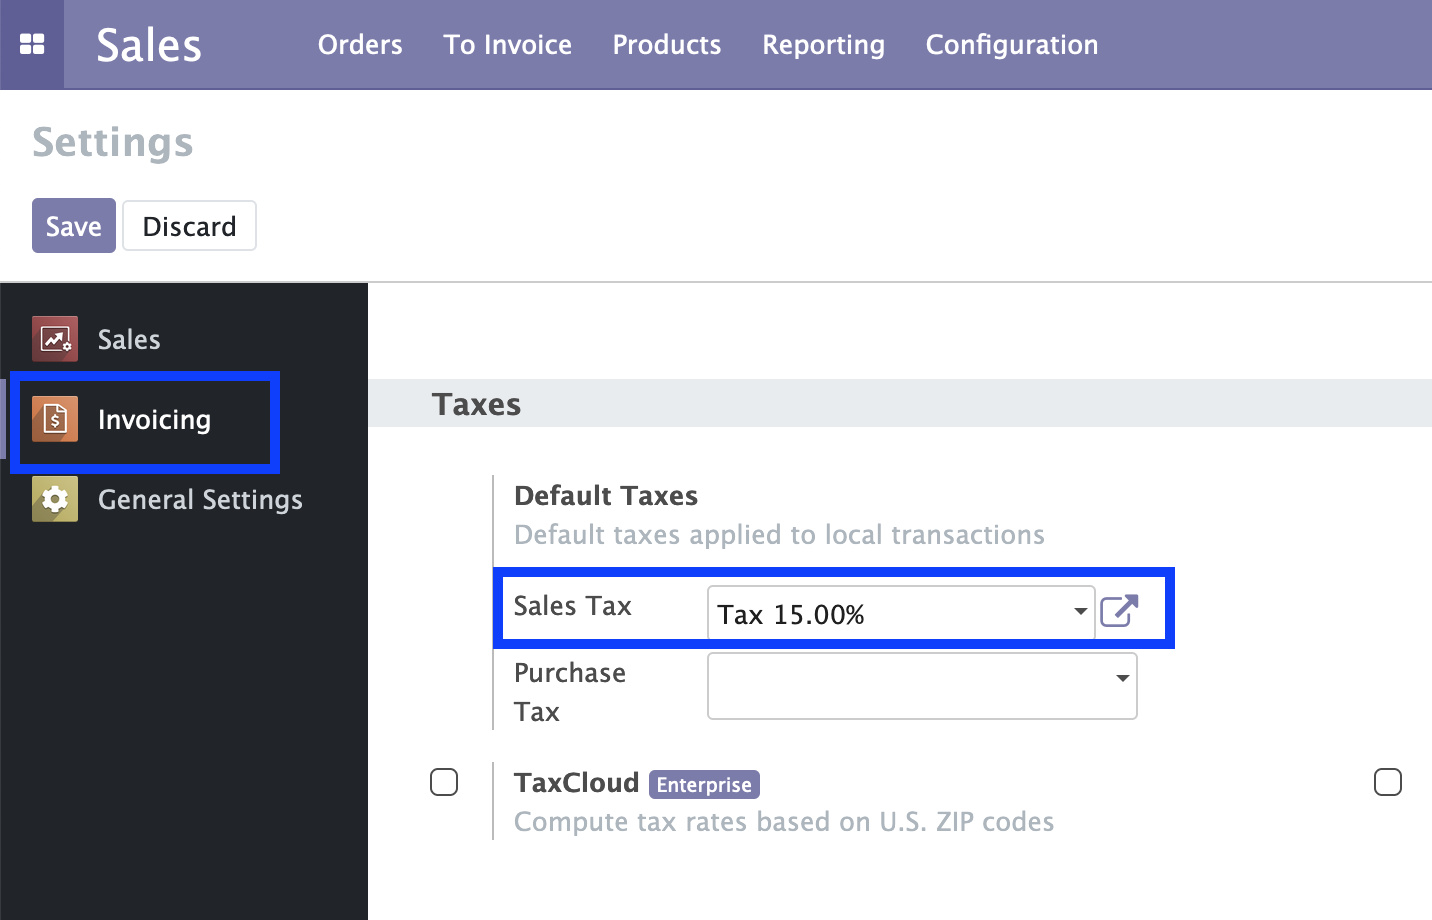 Sales Orders To Invoice Products Reporting Configuration
Settings
Save Discard
Sales
Invoicing
General Settings
Taxes
Default Taxes
Default taxes applied to local transactions
Sales Tax Tax 15.00%
Purchase
Tax
TaxCloud Enterprise
Compute tax rates based on U.S. ZIP codes